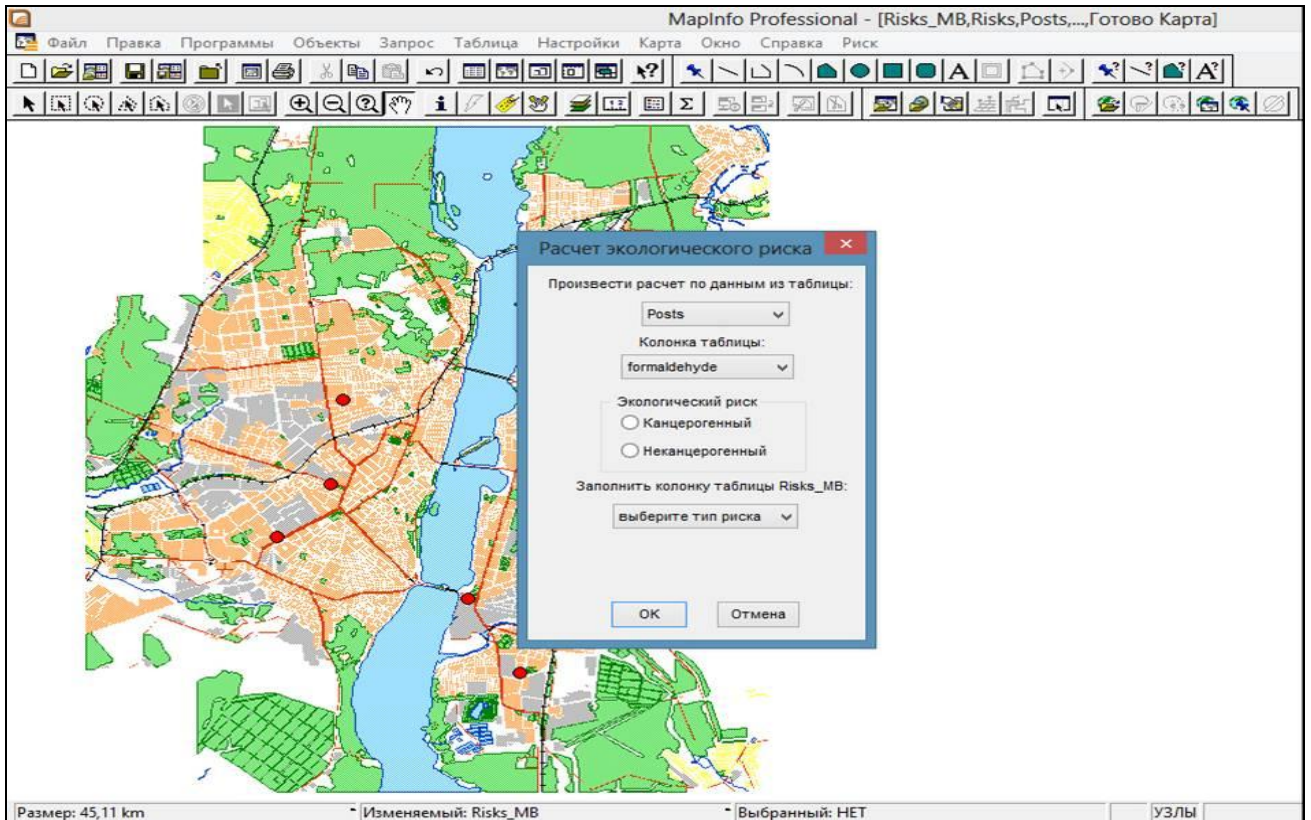 MapInfo Professional - [Risks_MB,Risks,Posts,...,Готово Карта]
Файл Правка Программы Объекты Запрос Таблица Настройки Карта Окно Справка Риск
Расчет экологического риска
Произвести расчет по данным из таблицы:
Posts
Колонка таблицы:
formaldehyde
Экологический риск
Канцерогенный
Неканцерогенный
Заполнить колонку таблицы Risks_MB:
выберите тип риска
OK Отмена
Размер: 45,11 km Изменяемый: Risks_MB Выбранный: НЕТ УЗЛЫ